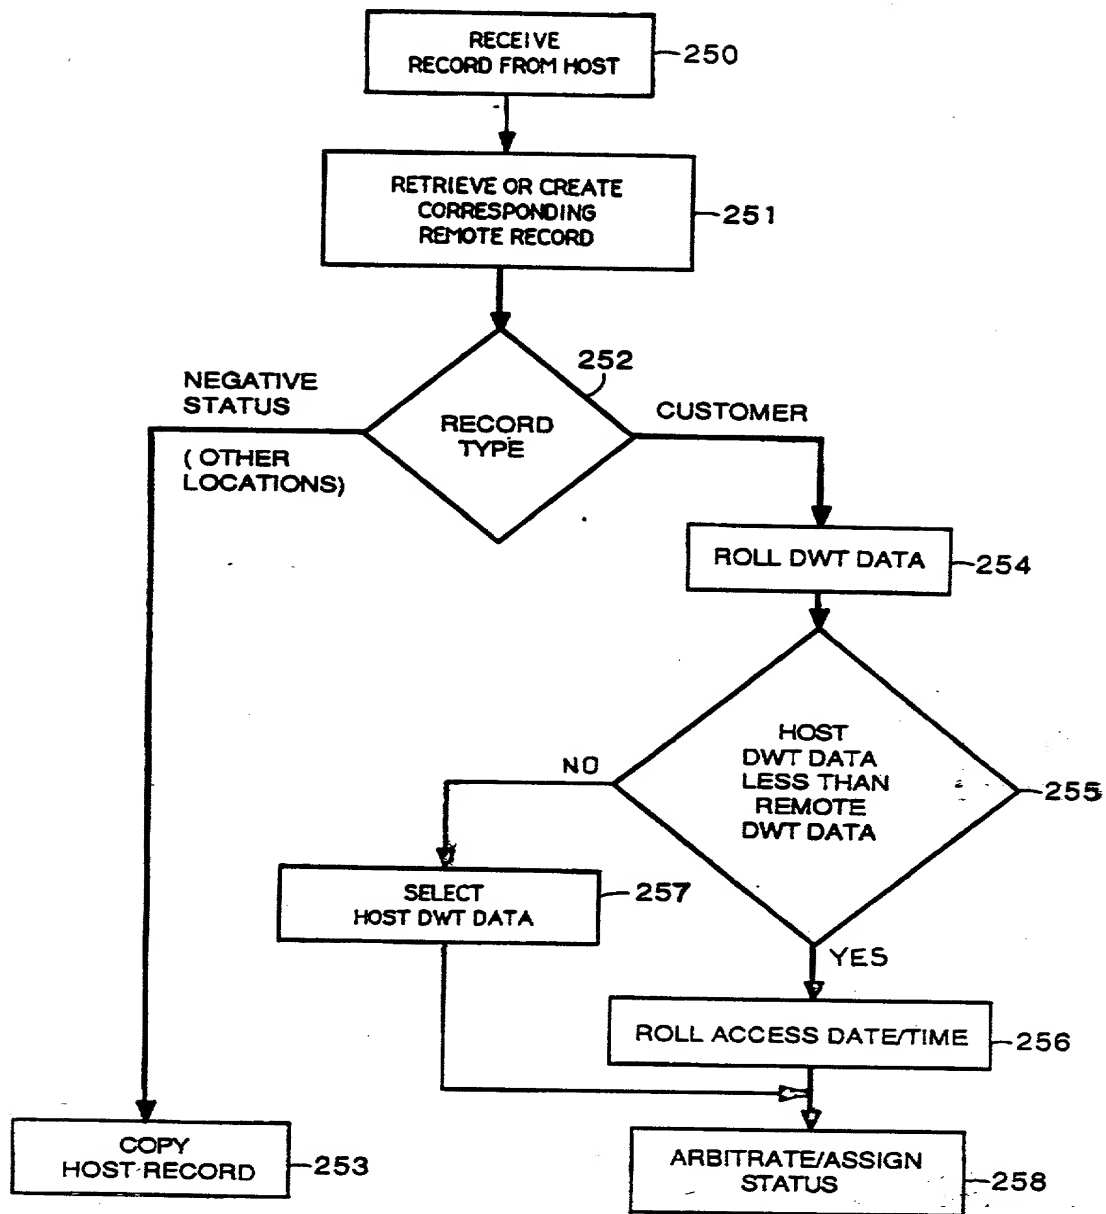 RECEIVE
RECORD FROM HOST
250
RETRIEVE OR CREATE
CORRESPONDING
REMOTE RECORD
251
252
NEGATIVE
STATUS
(OTHER
LOCATIONS)
RECORD
TYPE
CUSTOMER
ROLL DWT DATA
254
HOST
DWT DATA
LESS THAN
REMOTE
DWT DATA
255
NO
SELECT
HOST DWT DATA
257
YES
ROLL ACCESS DATE/TIME
256
COPY
HOST RECORD
253
ARBITRATE/ASSIGN
STATUS
258